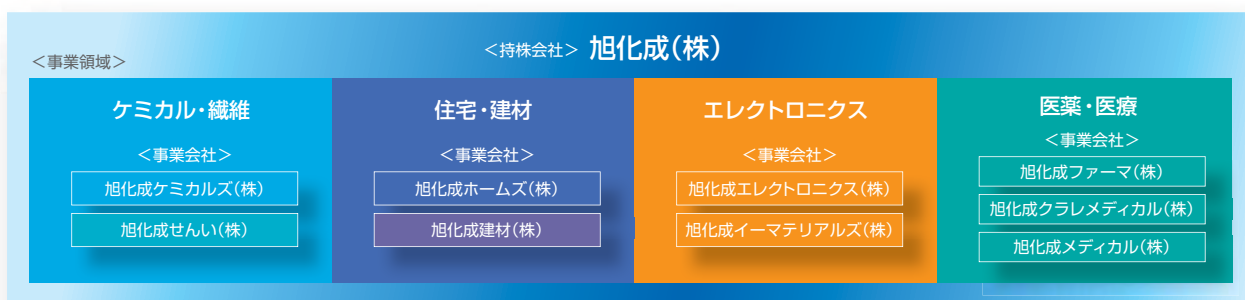 <持株会社> 旭化成(株)
<事業領域>
ケミカル・繊維
<事業会社>
旭化成ケミカルズ(株)
旭化成せんい(株)
住宅・建材
<事業会社>
旭化成ホームズ(株)
旭化成建材(株)
エレクトロニクス
<事業会社>
旭化成エレクトロニクス(株)
旭化成イーマテリアルズ(株)
医薬・医療
<事業会社>
旭化成ファーマ(株)
旭化成クラレメディカル(株)
旭化成メディカル(株)